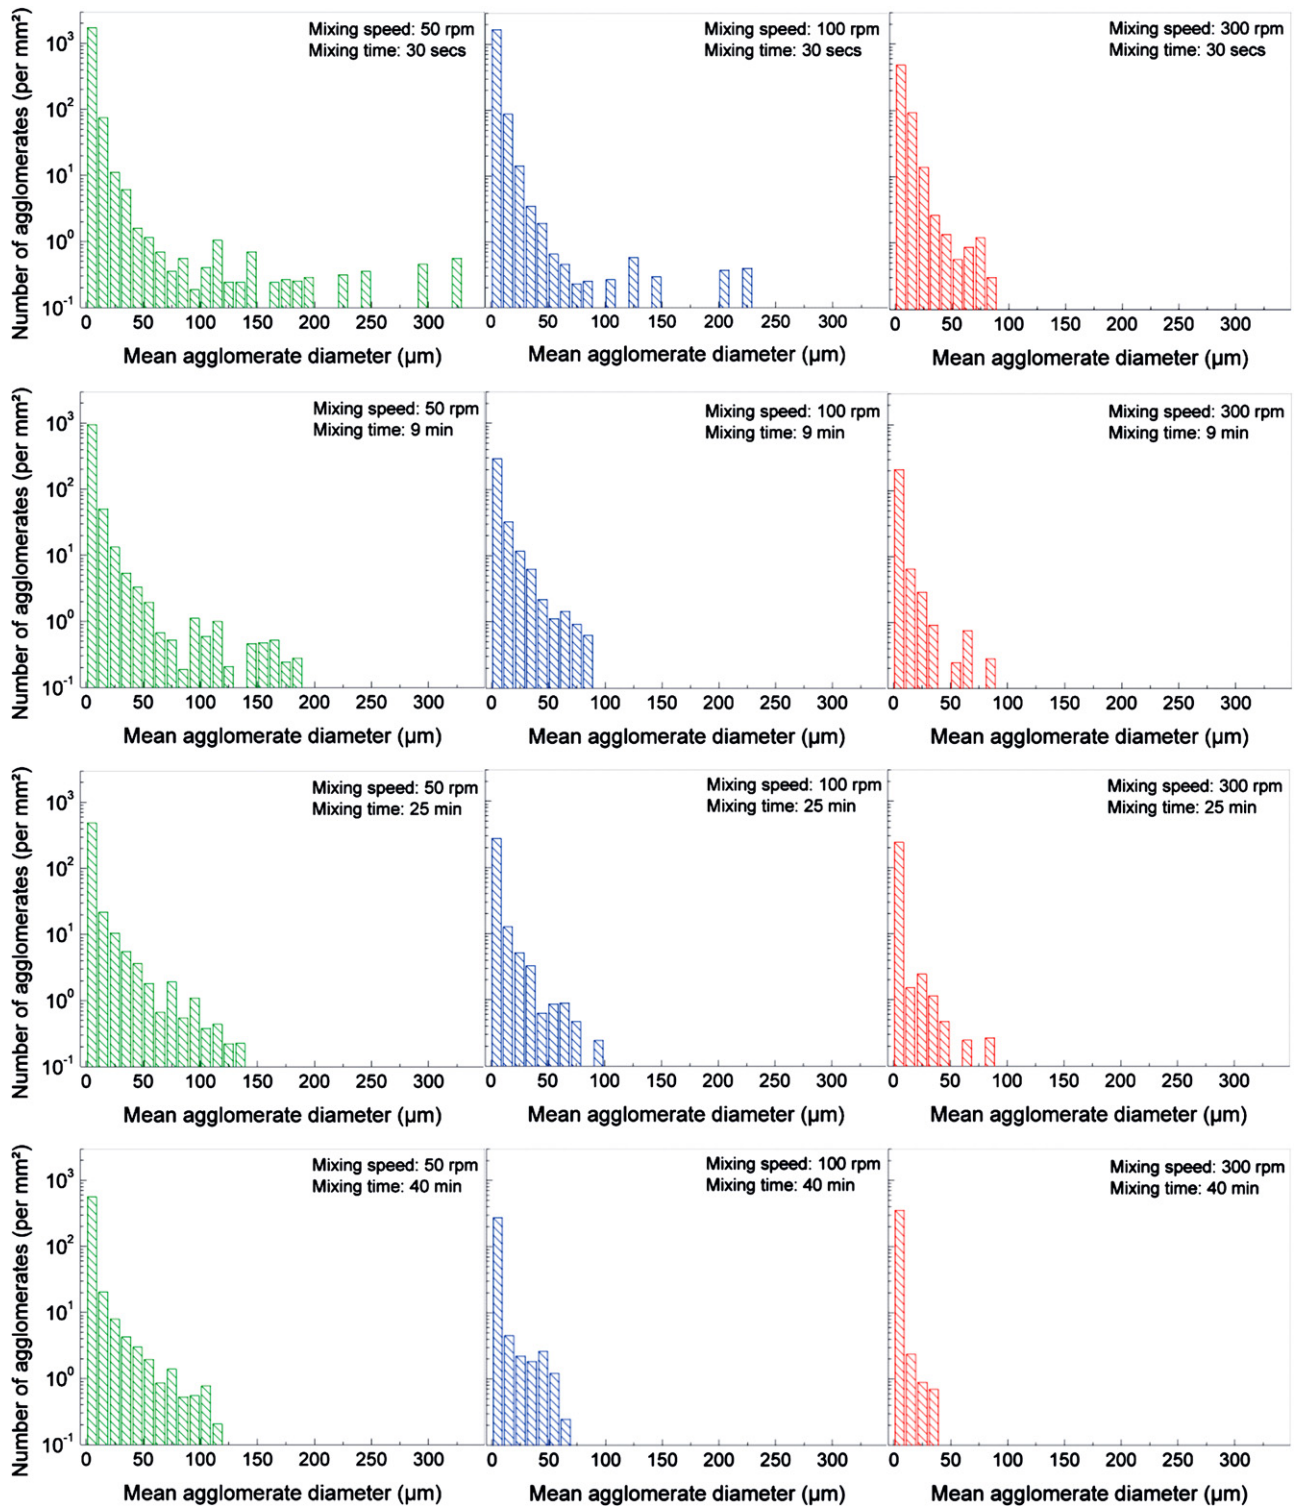 Number of agglomerates (per mm²)
10³
10²
10¹
10⁰
10⁻¹
Mixing speed: 50 rpm
Mixing time: 30 secs
0 50 100 150 200 250 300
Mean agglomerate diameter (µm)
Mixing speed: 100 rpm
Mixing time: 30 secs
0 50 100 150 200 250 300
Mean agglomerate diameter (µm)
Mixing speed: 300 rpm
Mixing time: 30 secs
0 50 100 150 200 250 300
Mean agglomerate diameter (µm)
Number of agglomerates (per mm²)
10³
10²
10¹
10⁰
10⁻¹
Mixing speed: 50 rpm
Mixing time: 9 min
0 50 100 150 200 250 300
Mean agglomerate diameter (µm)
Mixing speed: 100 rpm
Mixing time: 9 min
0 50 100 150 200 250 300
Mean agglomerate diameter (µm)
Mixing speed: 300 rpm
Mixing time: 9 min
0 50 100 150 200 250 300
Mean agglomerate diameter (µm)
Number of agglomerates (per mm²)
10³
10²
10¹
10⁰
10⁻¹
Mixing speed: 50 rpm
Mixing time: 25 min
0 50 100 150 200 250 300
Mean agglomerate diameter (µm)
Mixing speed: 100 rpm
Mixing time: 25 min
0 50 100 150 200 250 300
Mean agglomerate diameter (µm)
Mixing speed: 300 rpm
Mixing time: 25 min
0 50 100 150 200 250 300
Mean agglomerate diameter (µm)
Number of agglomerates (per mm²)
10³
10²
10¹
10⁰
10⁻¹
Mixing speed: 50 rpm
Mixing time: 40 min
0 50 100 150 200 250 300
Mean agglomerate diameter (µm)
Mixing speed: 100 rpm
Mixing time: 40 min
0 50 100 150 200 250 300
Mean agglomerate diameter (µm)
Mixing speed: 300 rpm
Mixing time: 40 min
0 50 100 150 200 250 300
Mean agglomerate diameter (µm)